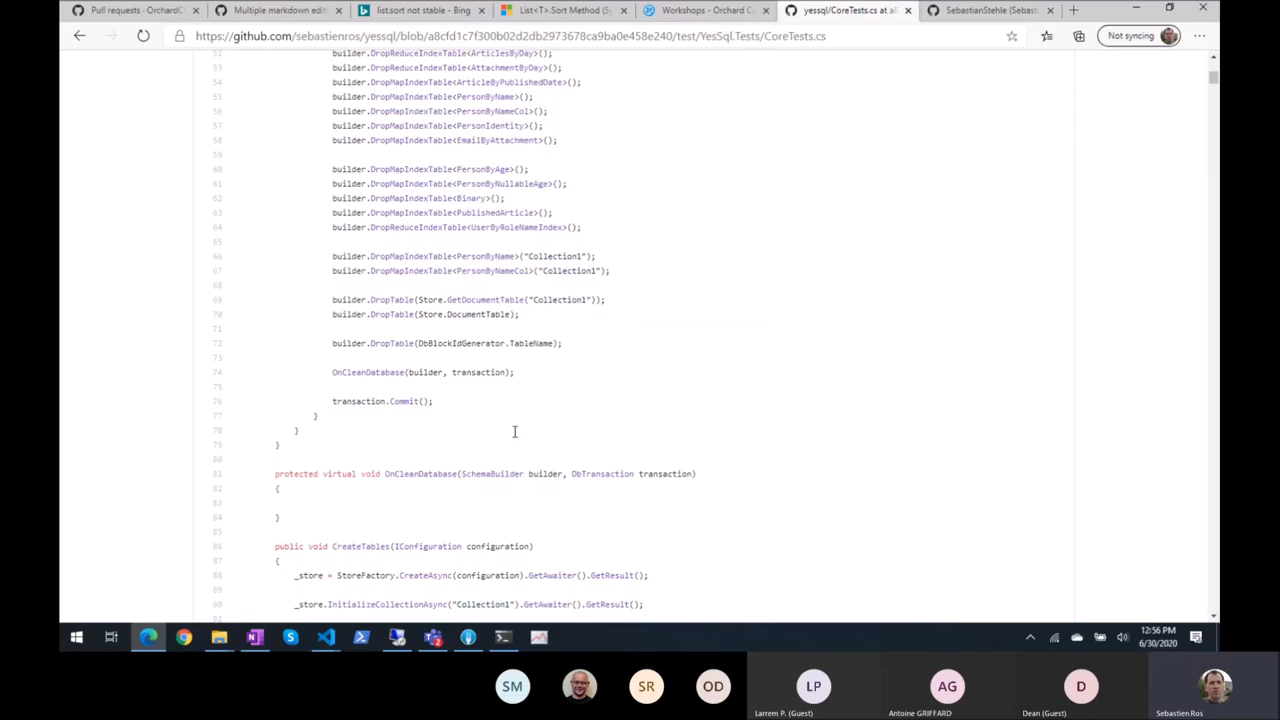 Pull requests · OrchardC
Multiple markdown edit
list.sort not stable - Bing
List<T>.Sort Method (Sy
Workshops - Orchard Co
yessql/CoreTests.cs at a8
SebastianStehle (Sebasti
https://github.com/sebastienros/yessql/blob/a8cfd1c7f300b02d2db2973678ca9ba0e458e240/test/YesSql.Tests/CoreTests.cs
Not syncing
52 builder.DropReduceIndexTable<ArticlesByDay>();
53 builder.DropReduceIndexTable<AttachmentByDay>();
54 builder.DropMapIndexTable<ArticleByPublishedDate>();
55 builder.DropMapIndexTable<PersonByName>();
56 builder.DropMapIndexTable<PersonByNameCol>();
57 builder.DropMapIndexTable<PersonIdentity>();
58 builder.DropMapIndexTable<EmailByAttachment>();
59
60 builder.DropMapIndexTable<PersonByAge>();
61 builder.DropMapIndexTable<PersonByNullableAge>();
62 builder.DropMapIndexTable<Binary>();
63 builder.DropMapIndexTable<PublishedArticle>();
64 builder.DropReduceIndexTable<UserByRoleNameIndex>();
65
66 builder.DropMapIndexTable<PersonByName>("Collection1");
67 builder.DropMapIndexTable<PersonByNameCol>("Collection1");
68
69 builder.DropTable(Store.GetDocumentTable("Collection1"));
70 builder.DropTable(Store.DocumentTable);
71
72 builder.DropTable(DbBlockIdGenerator.TableName);
73
74 OnCleanDatabase(builder, transaction);
75
76 transaction.Commit();
77 }
78 }
79 }
80
81 protected virtual void OnCleanDatabase(SchemaBuilder builder, DbTransaction transaction)
82 {
83
84 }
85
86 public void CreateTables(IConfiguration configuration)
87 {
88 _store = StoreFactory.CreateAsync(configuration).GetAwaiter().GetResult();
89
90 _store.InitializeCollectionAsync("Collection1").GetAwaiter().GetResult();
91
12:56 PM
6/30/2020
SM
SR
OD
LP
AG
D
Larrem P. (Guest)
Antoine GRIFFARD
Dean (Guest)
Sebastien Ros